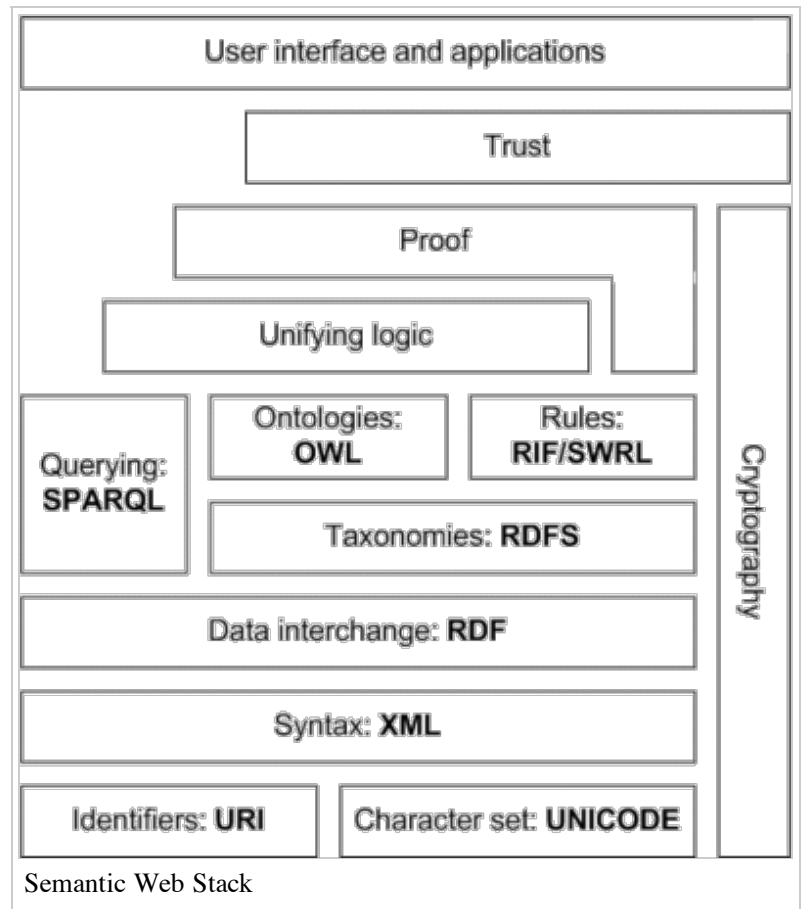 User interface and applications
Trust
Proof
Unifying logic
Querying:
SPARQL
Ontologies:
OWL
Rules:
RIF/SWRL
Taxonomies: RDFS
Cryptography
Data interchange: RDF
Syntax: XML
Identifiers: URI
Character set: UNICODE
Semantic Web Stack